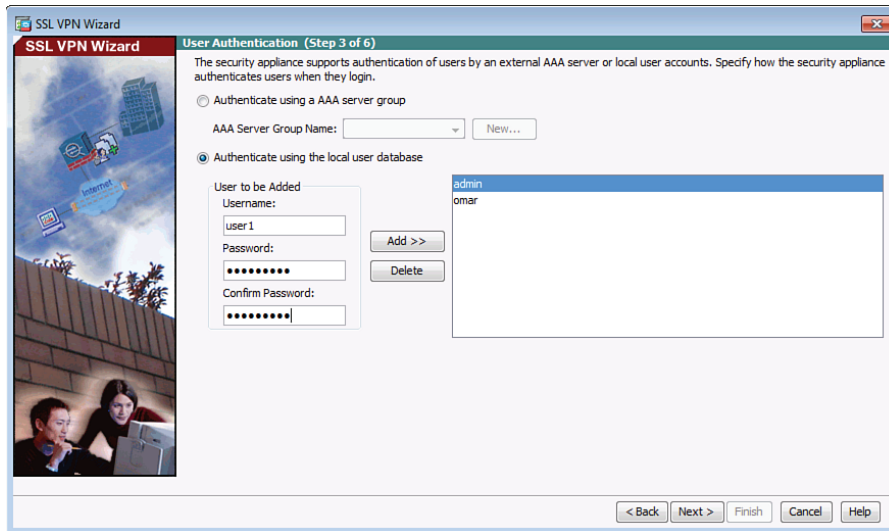 SSL VPN Wizard
SSL VPN Wizard
User Authentication (Step 3 of 6)
The security appliance supports authentication of users by an external AAA server or local user accounts. Specify how the security appliance
authenticates users when they login.
Authenticate using a AAA server group
AAA Server Group Name:
New...
Authenticate using the local user database
User to be Added
Username:
user1
Password:
●●●●●●●●●
Confirm Password:
●●●●●●●●●
Add >>
Delete
admin
omar
Internet
< Back Next > Finish Cancel Help